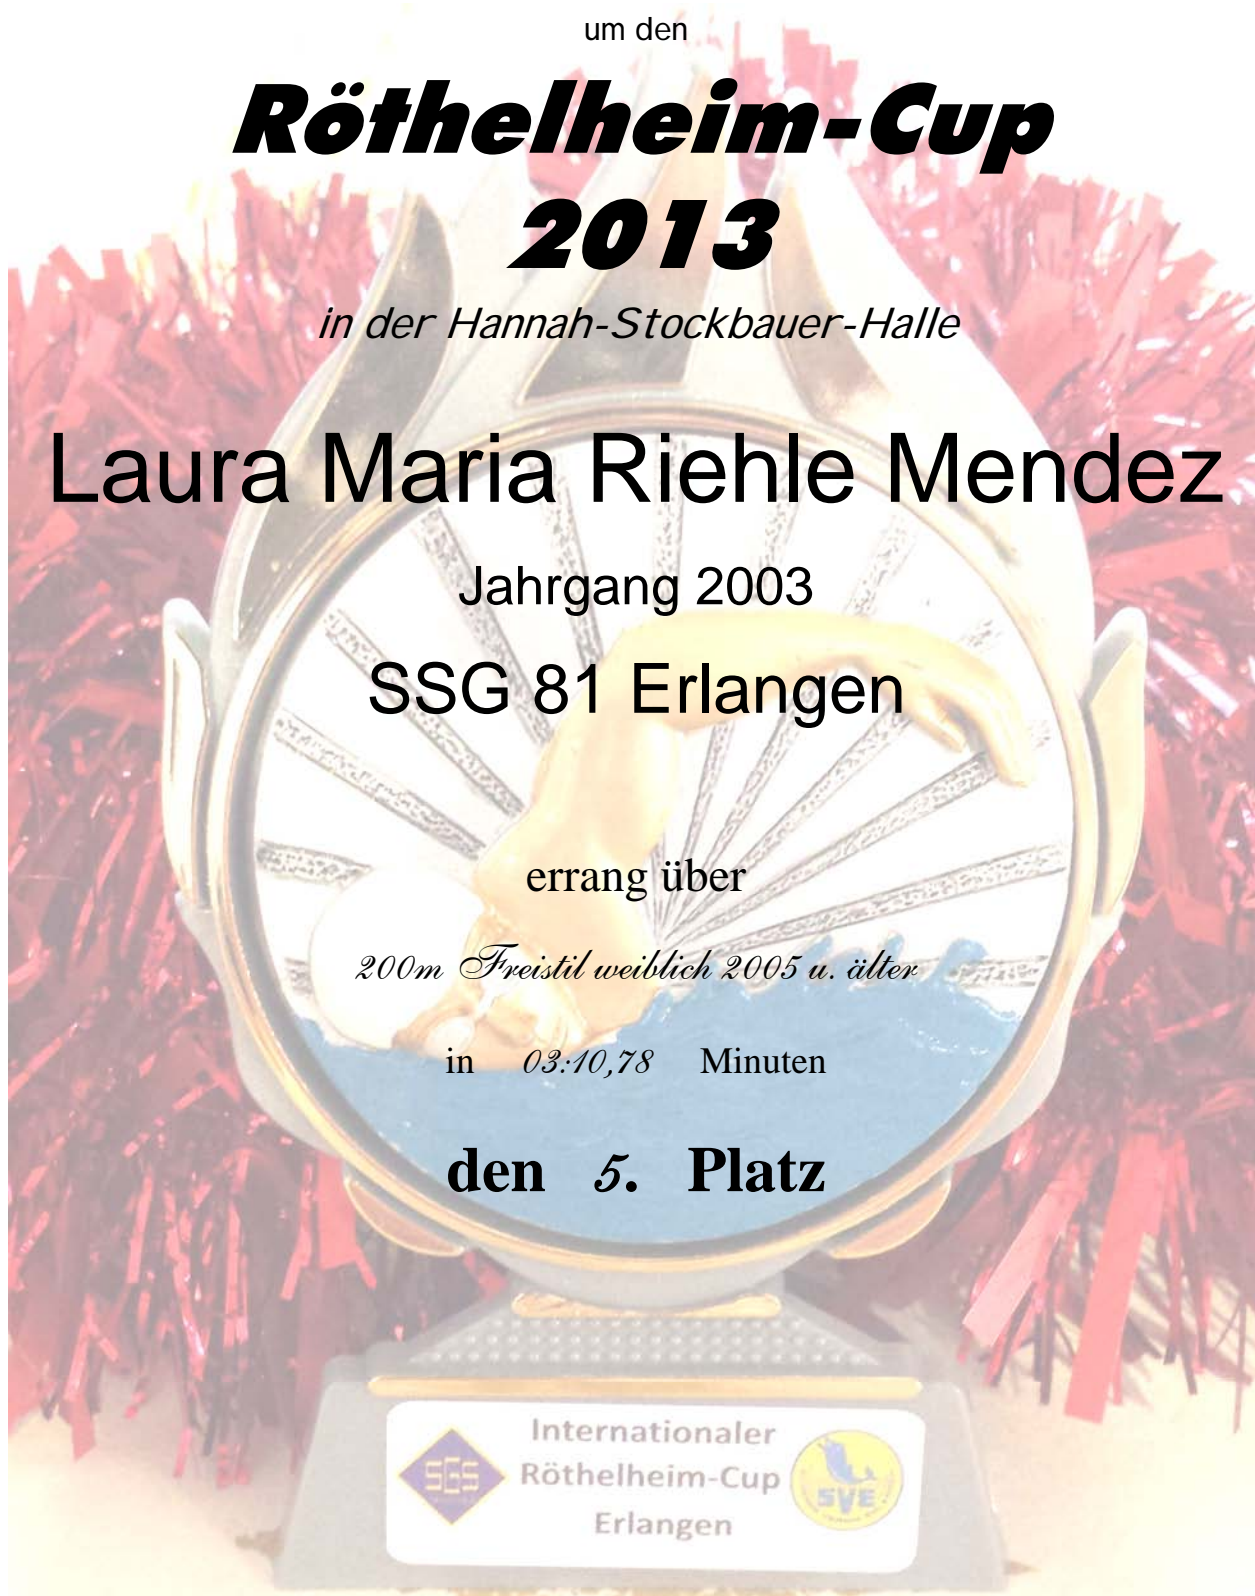 um den
Röthelheim-Cup
2013
in der Hannah-Stockbauer-Halle
Laura Maria Riehle Mendez
Jahrgang 2003
SSG 81 Erlangen
errang über
200m Freistil weiblich 2005 u. älter
in 03:10,78 Minuten
den 5. Platz
Internationaler
SGS Röthelheim-Cup SVE
Erlangen